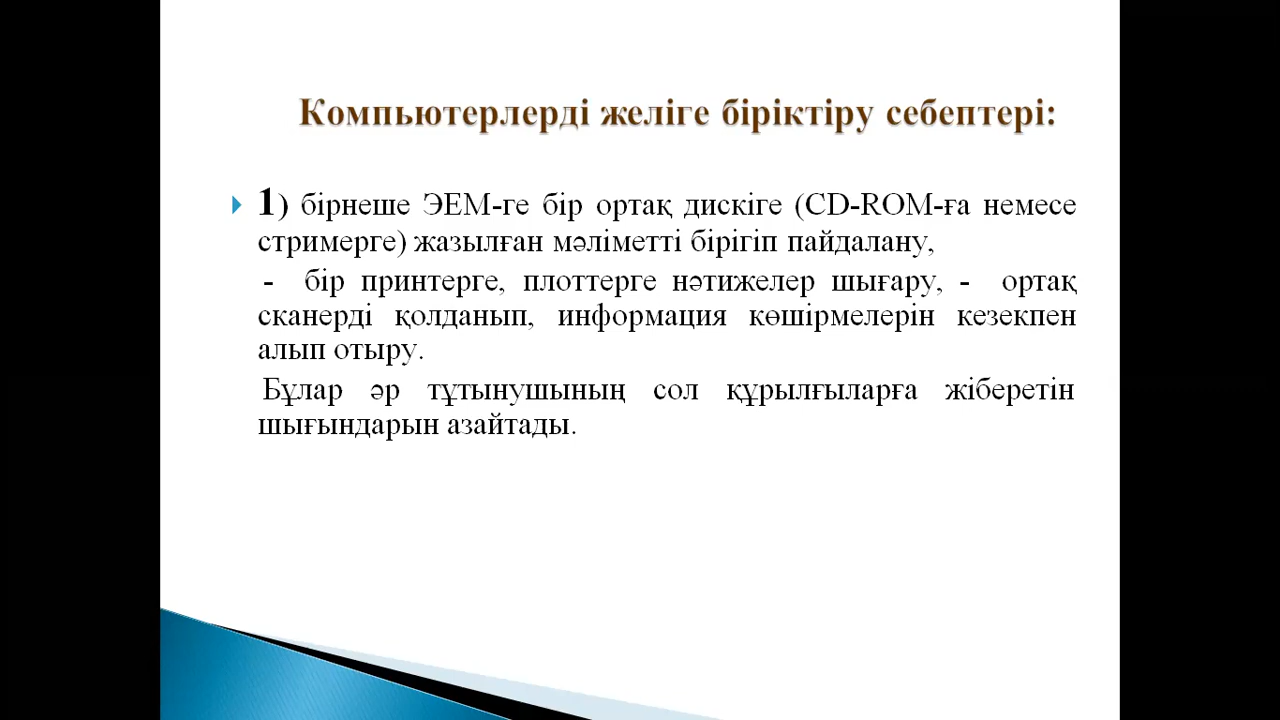 Компьютерлерді желіге біріктіру себептері:
1) бірнеше ЭЕМ-ге бір ортақ дискіге (CD-ROM-ға немесе
стримерге) жазылған мәліметті бірігіп пайдалану,
- бір принтерге, плоттерге нәтижелер шығару, - ортақ
сканерді қолданып, информация көшірмелерін кезекпен
алып отыру.
Бұлар әр тұтынушының сол құрылғыларға жіберетін
шығындарын азайтады.